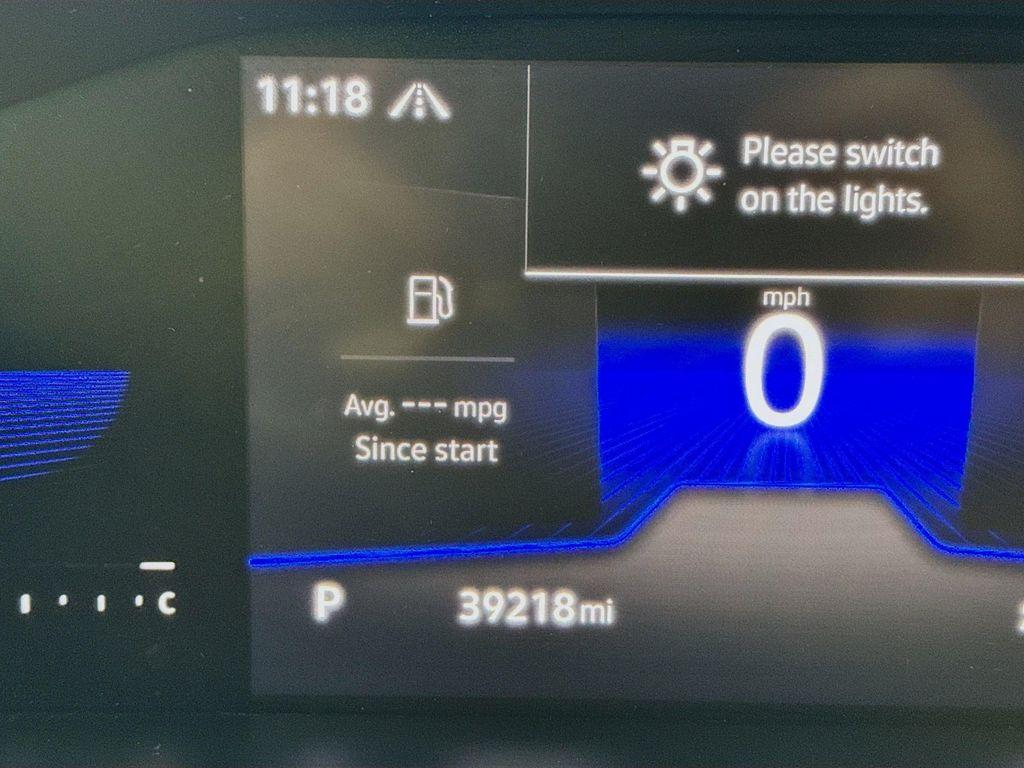 11:18
Please switch
on the lights.
mph
0
Avg. --- mpg
Since start
C
P
39218mi